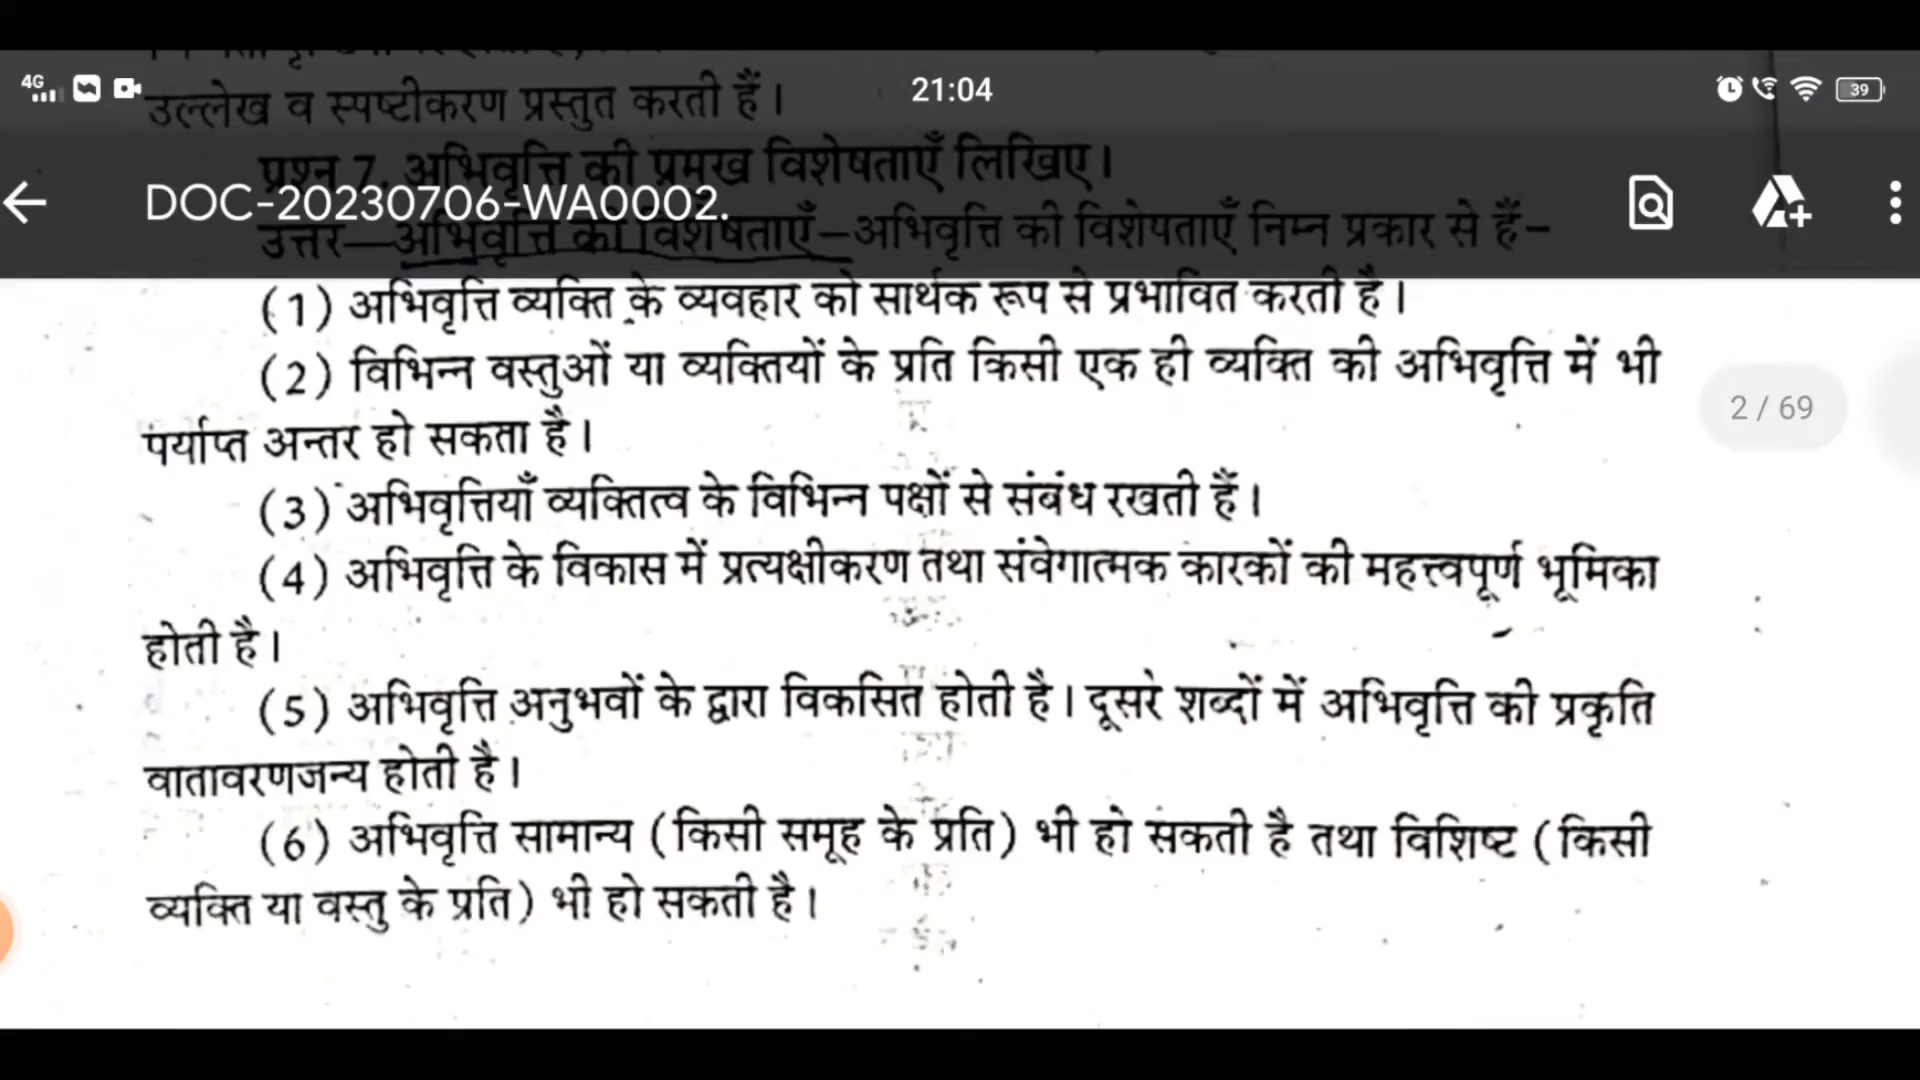 4G 21:04 39
उल्लेख व स्पष्टीकरण प्रस्तुत करती हैं।
प्रश्न 7. अभिवृत्ति की प्रमुख विशेषताएँ लिखिए।
DOC-20230706-WA0002.
उत्तर—अभिवृत्ति की विशेषताएँ—अभिवृत्ति की विशेषताएँ निम्न प्रकार से हैं–
(1) अभिवृत्ति व्यक्ति के व्यवहार को सार्थक रूप से प्रभावित करती है।
(2) विभिन्न वस्तुओं या व्यक्तियों के प्रति किसी एक ही व्यक्ति की अभिवृत्ति में भी
2 / 69
पर्याप्त अन्तर हो सकता है।
(3) अभिवृत्तियाँ व्यक्तित्व के विभिन्न पक्षों से संबंध रखती हैं।
(4) अभिवृत्ति के विकास में प्रत्यक्षीकरण तथा संवेगात्मक कारकों की महत्त्वपूर्ण भूमिका
होती है।
(5) अभिवृत्ति अनुभवों के द्वारा विकसित होती है। दूसरे शब्दों में अभिवृत्ति की प्रकृति
वातावरणजन्य होती है।
(6) अभिवृत्ति सामान्य (किसी समूह के प्रति) भी हो सकती है तथा विशिष्ट (किसी
व्यक्ति या वस्तु के प्रति) भी हो सकती है।